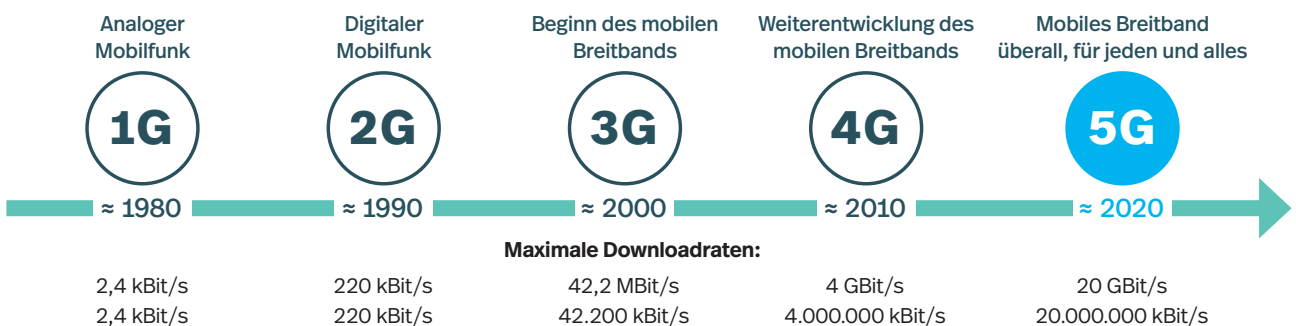 Analoger
Mobilfunk
Digitaler
Mobilfunk
Beginn des mobilen
Breitbands
Weiterentwicklung des
mobilen Breitbands
Mobiles Breitband
überall, für jeden und alles
1G
2G
3G
4G
5G
≈ 1980
≈ 1990
≈ 2000
≈ 2010
≈ 2020
Maximale Downloadraten:
2,4 kBit/s
220 kBit/s
42,2 MBit/s
4 GBit/s
20 GBit/s
2,4 kBit/s
220 kBit/s
42.200 kBit/s
4.000.000 kBit/s
20.000.000 kBit/s